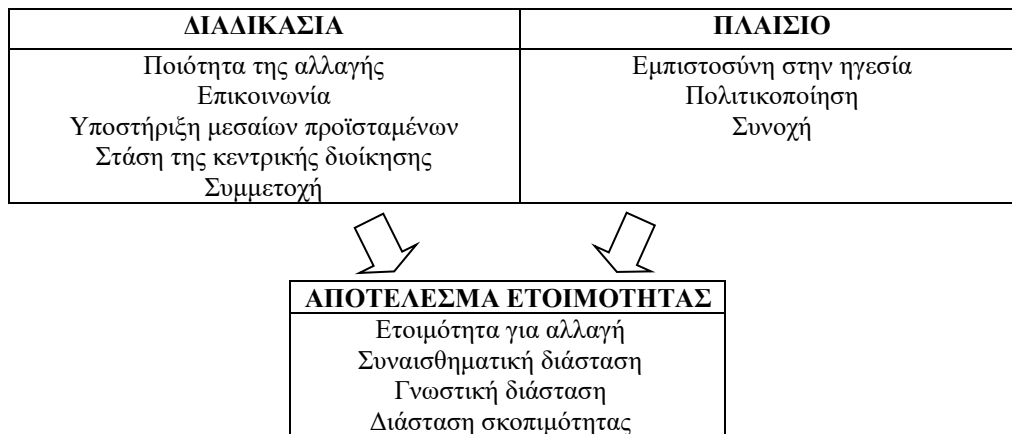 ΔΙΑΔΙΚΑΣΙΑ
Ποιότητα της αλλαγής
Επικοινωνία
Υποστήριξη μεσαίων προϊσταμένων
Στάση της κεντρικής διοίκησης
Συμμετοχή
ΠΛΑΙΣΙΟ
Εμπιστοσύνη στην ηγεσία
Πολιτικοποίηση
Συνοχή
ΑΠΟΤΕΛΕΣΜΑ ΕΤΟΙΜΟΤΗΤΑΣ
Ετοιμότητα για αλλαγή
Συναισθηματική διάσταση
Γνωστική διάσταση
Διάσταση σκοπιμότητας